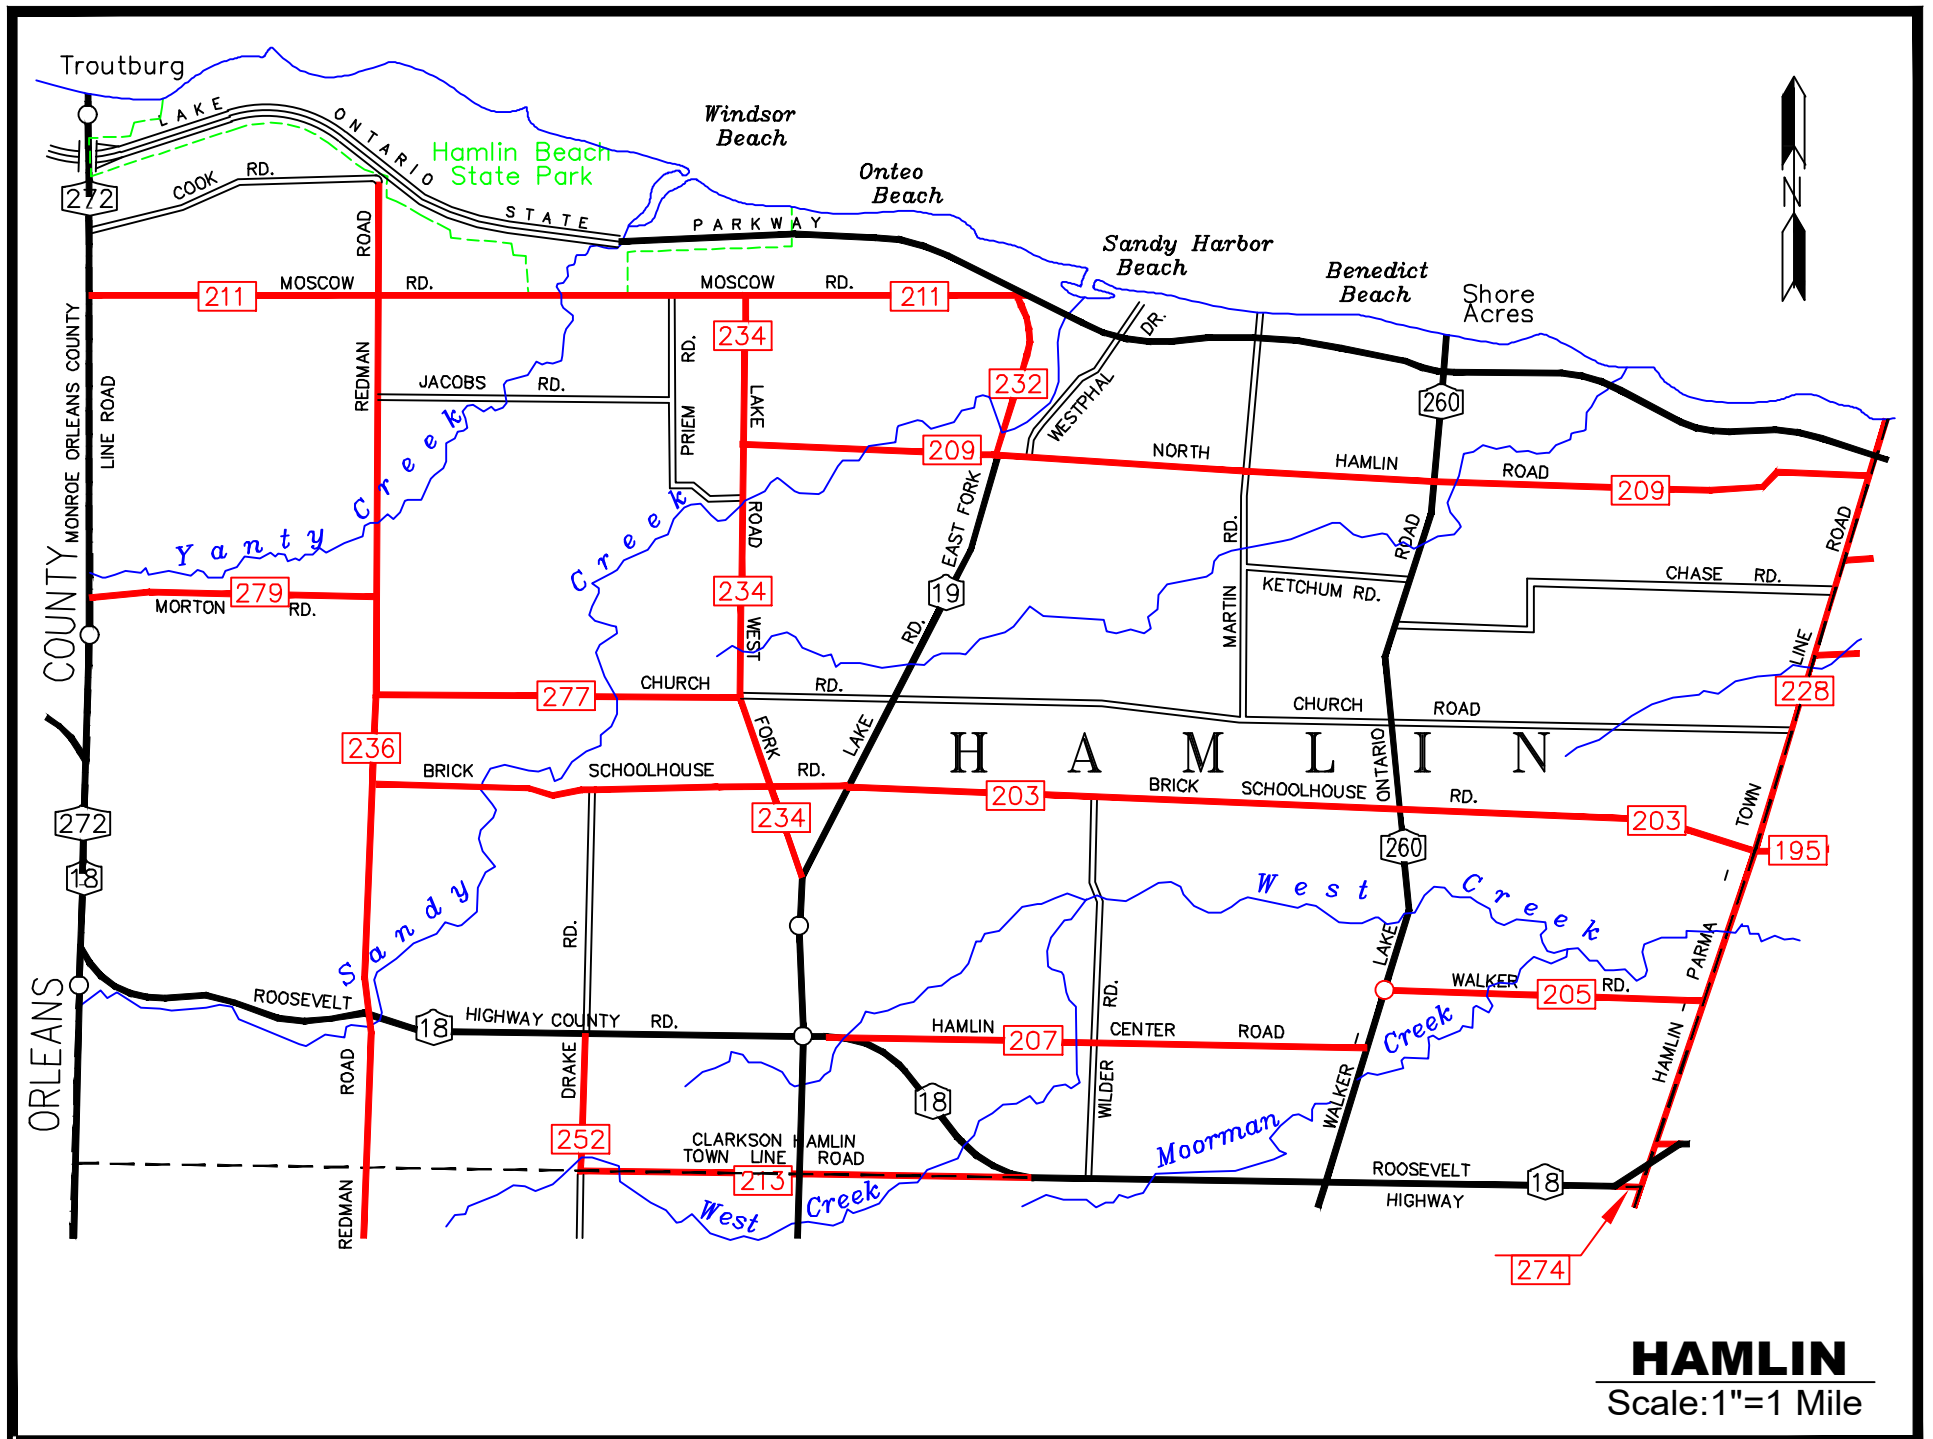 Troutburg
Windsor
Beach
Onteo
Beach
Sandy Harbor
Beach
Benedict
Beach
Shore
Acres
N
LAKE ONTARIO STATE PARKWAY
Hamlin Beach
State Park
COOK RD.
272
ROAD
211
MOSCOW RD.
MOSCOW RD.
211
234
232
RD.
DR.
WESTPHAL
LAKE
PRIEM
JACOBS RD.
REDMAN
MONROE ORLEANS COUNTY
LINE ROAD
260
209
NORTH HAMLIN ROAD
209
Yanty Creek
Creek
ROAD
EAST FORK
RD.
ROAD
ROAD
COUNTY
279
MORTON RD.
234
19
KETCHUM RD.
CHASE RD.
MARTIN
WEST
RD.
LINE
277
CHURCH RD.
228
CHURCH ROAD
236
FORK
LAKE
HAMLIN
ONTARIO
BRICK SCHOOLHOUSE RD.
203
BRICK SCHOOLHOUSE RD.
203
TOWN
195
272
234
260
18
Sandy
West Creek
RD.
LAKE
PARMA
ORLEANS
ROOSEVELT
18
HIGHWAY COUNTY RD.
HAMLIN
207
CENTER ROAD
RD.
WALKER
205
RD.
Creek
HAMLIN
ROAD
DRAKE
18
WILDER
WALKER
252
CLARKSON HAMLIN
TOWN LINE ROAD
213
Moorman
REDMAN
West Creek
ROOSEVELT
HIGHWAY
18
274
HAMLIN
Scale:1"=1 Mile